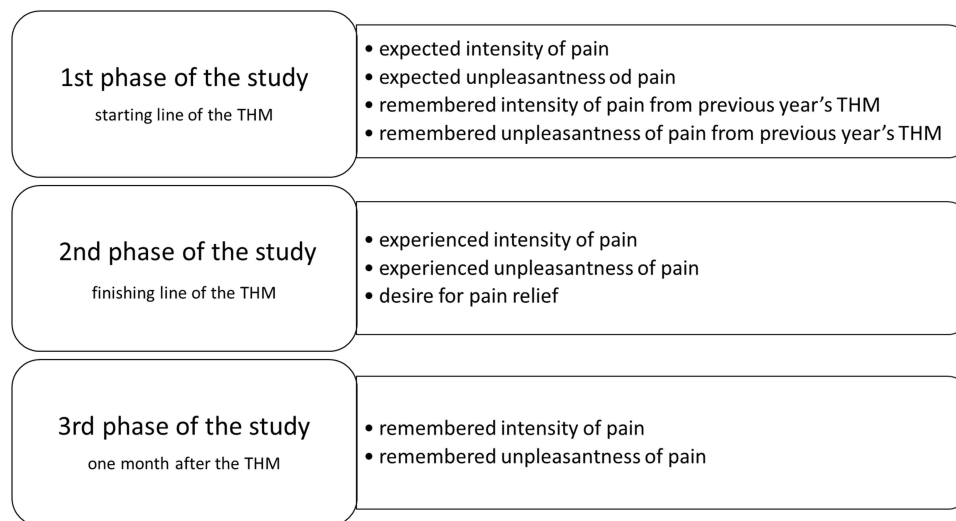 1st phase of the study
starting line of the THM
• expected intensity of pain
• expected unpleasantness od pain
• remembered intensity of pain from previous year's THM
• remembered unpleasantness of pain from previous year's THM
2nd phase of the study
finishing line of the THM
• experienced intensity of pain
• experienced unpleasantness of pain
• desire for pain relief
3rd phase of the study
one month after the THM
• remembered intensity of pain
• remembered unpleasantness of pain